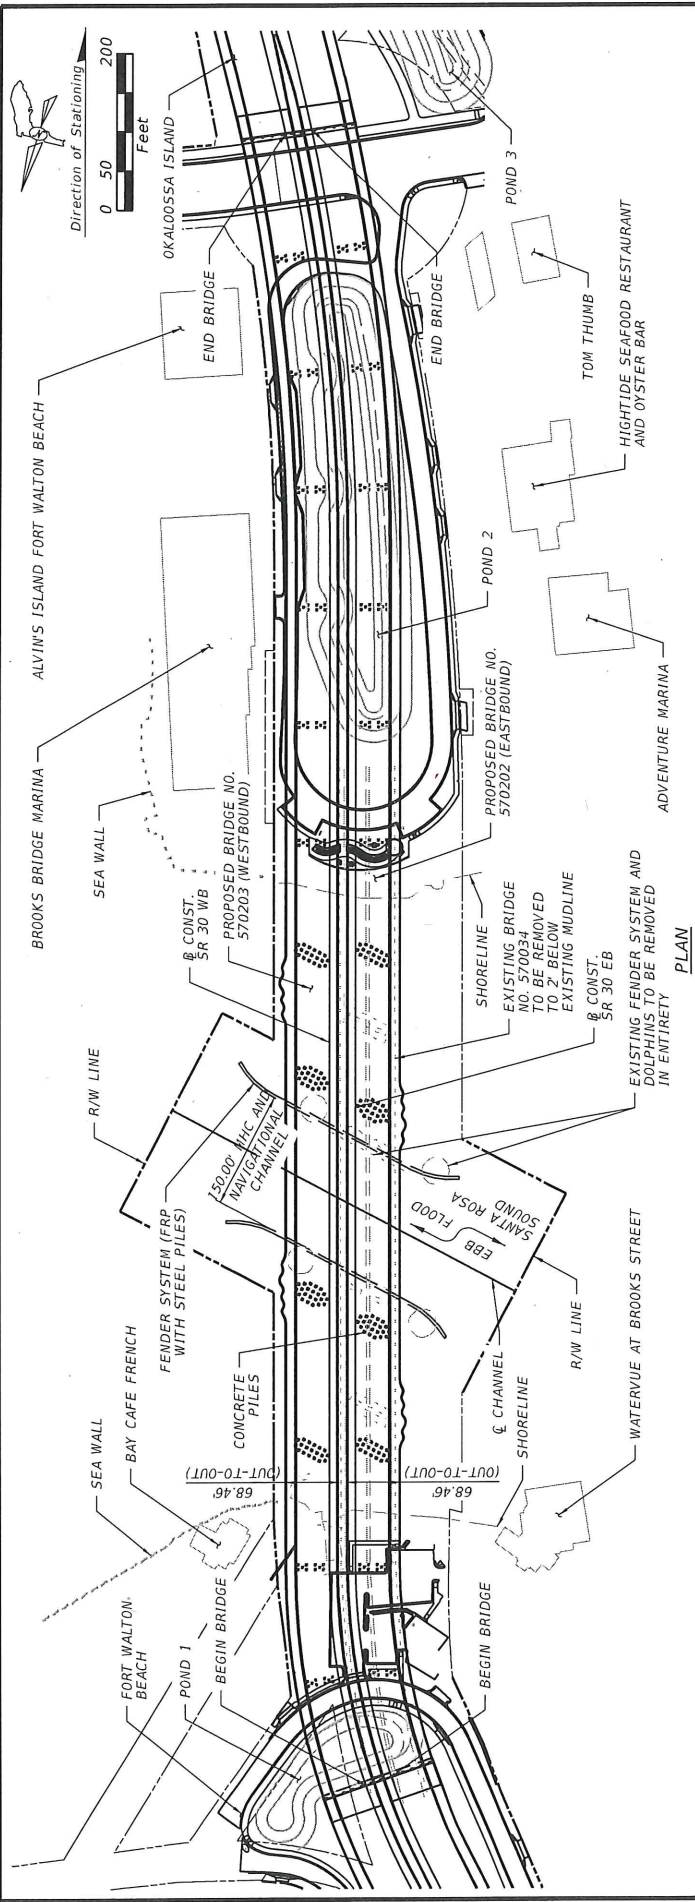 Direction of Stationing
0 50 200
Feet
OKALOOSSA ISLAND
END BRIDGE
ALVIN'S ISLAND FORT WALTON BEACH
BROOKS BRIDGE MARINA
SEA WALL
PROPOSED BRIDGE NO.
570203 (WESTBOUND)
℄ CONST.
SR 30 WB
R/W LINE
150.00' MHC AND
NAVIGATIONAL
CHANNEL
FENDER SYSTEM (FRP
WITH STEEL PILES)
CONCRETE
PILES
BAY CAFE FRENCH
SEA WALL
68.46'
(OUT-TO-OUT)
68.46'
(OUT-TO-OUT)
FORT WALTON
BEACH
POND 1
BEGIN BRIDGE
BEGIN BRIDGE
POND 3
END BRIDGE
TOM THUMB
HIGHTIDE SEAFOOD RESTAURANT
AND OYSTER BAR
POND 2
ADVENTURE MARINA
PROPOSED BRIDGE NO.
570202 (EASTBOUND)
SHORELINE
EXISTING BRIDGE
NO. 570034
TO BE REMOVED
TO 2' BELOW
EXISTING MUDLINE
℄ CONST.
SR 30 EB
EXISTING FENDER SYSTEM AND
DOLPHINS TO BE REMOVED
IN ENTIRETY
EBB
FLOOD
SANTA ROSA
SOUND
R/W LINE
℄ CHANNEL
SHORELINE
WATERVUE AT BROOKS STREET
PLAN